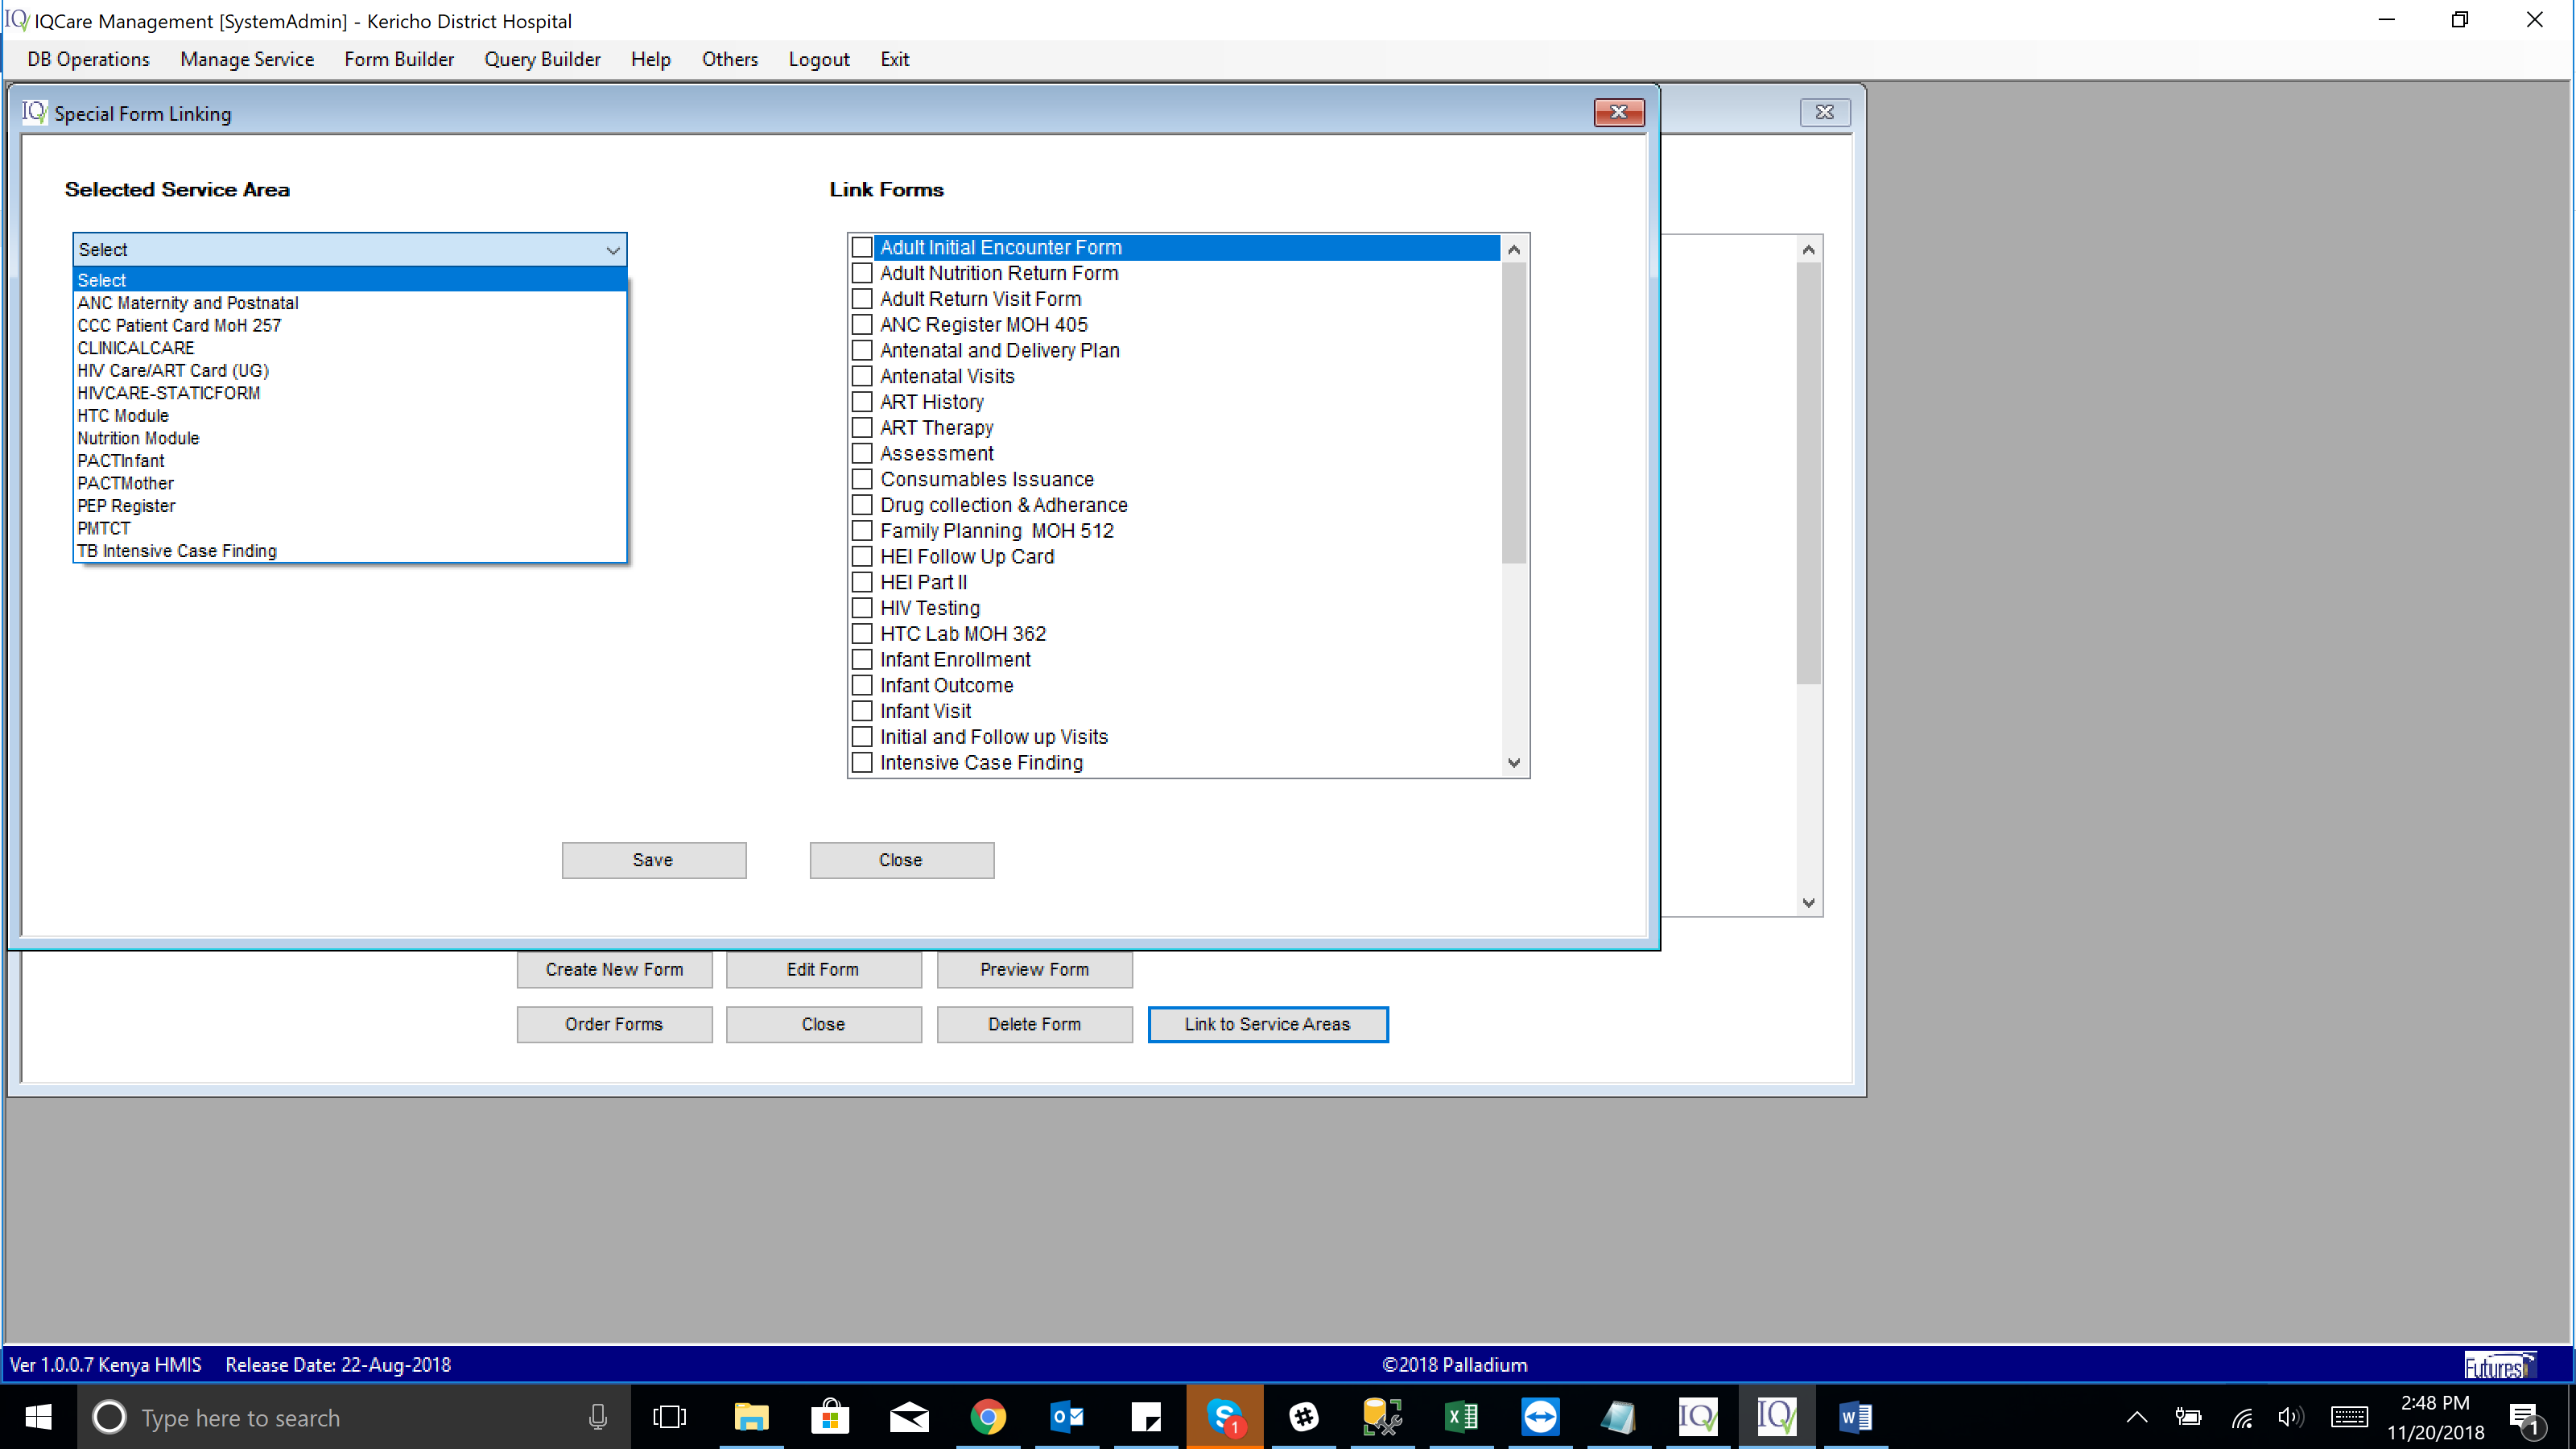 IQCare Management [SystemAdmin] - Kericho District Hospital
DB Operations Manage Service Form Builder Query Builder Help Others Logout Exit
IQ Special Form Linking
Selected Service Area
Select
Select
ANC Maternity and Postnatal
CCC Patient Card MoH 257
CLINICALCARE
HIV Care/ART Card (UG)
HIVCARE-STATICFORM
HTC Module
Nutrition Module
PACTInfant
PACTMother
PEP Register
PMTCT
TB Intensive Case Finding
Link Forms
Adult Initial Encounter Form
Adult Nutrition Return Form
Adult Return Visit Form
ANC Register MOH 405
Antenatal and Delivery Plan
Antenatal Visits
ART History
ART Therapy
Assessment
Consumables Issuance
Drug collection & Adherance
Family Planning  MOH 512
HEI Follow Up Card
HEI Part II
HIV Testing
HTC Lab MOH 362
Infant Enrollment
Infant Outcome
Infant Visit
Initial and Follow up Visits
Intensive Case Finding
Save Close
Create New Form Edit Form Preview Form
Order Forms Close Delete Form Link to Service Areas
Ver 1.0.0.7 Kenya HMIS Release Date: 22-Aug-2018 ©2018 Palladium Futures
Type here to search
2:48 PM
11/20/2018